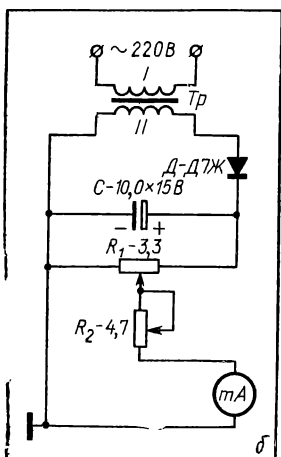 ~220В
I
Тр
II
Д-Д7Ж
С-10,0×15В
- +
R₁-3,3
R₂-4,7
mA
б